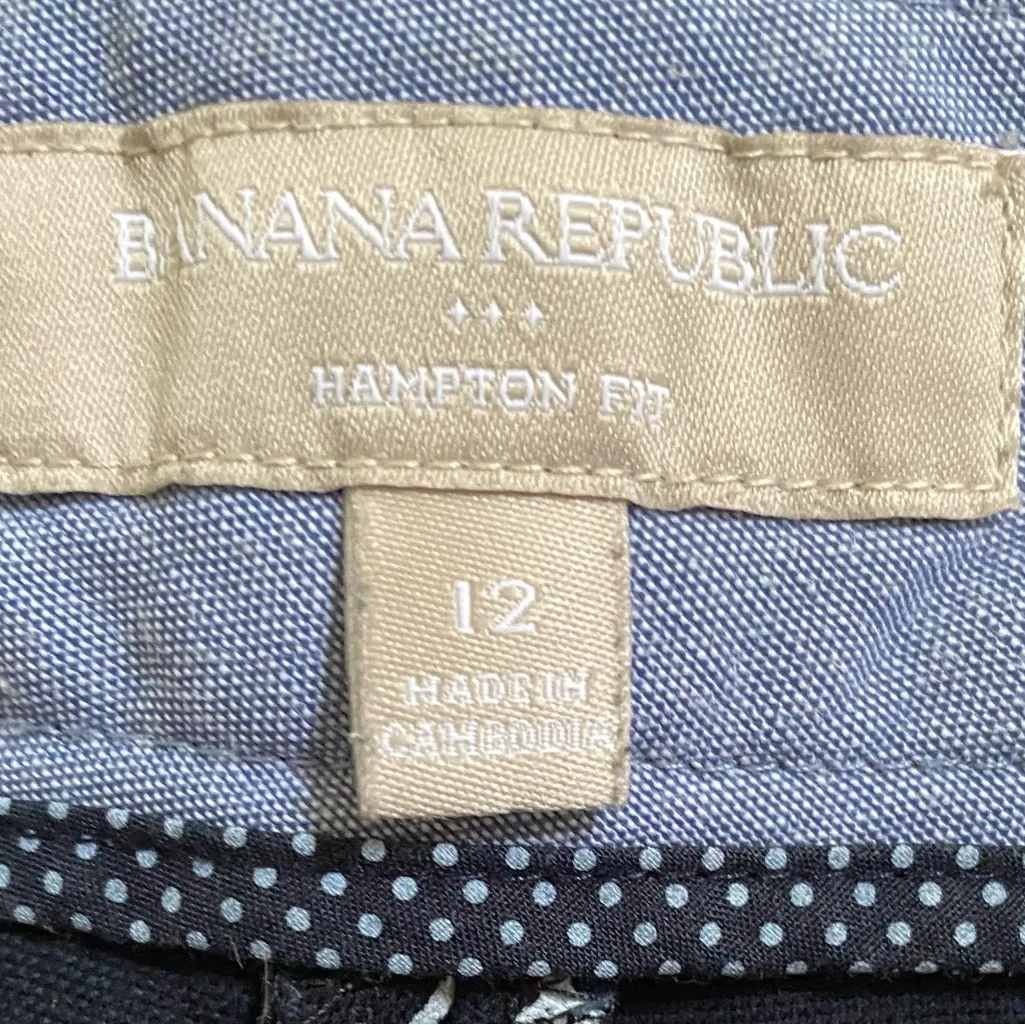 BANANA REPUBLIC
HAMPTON FIT
12
MADE IN
CAMBODIA